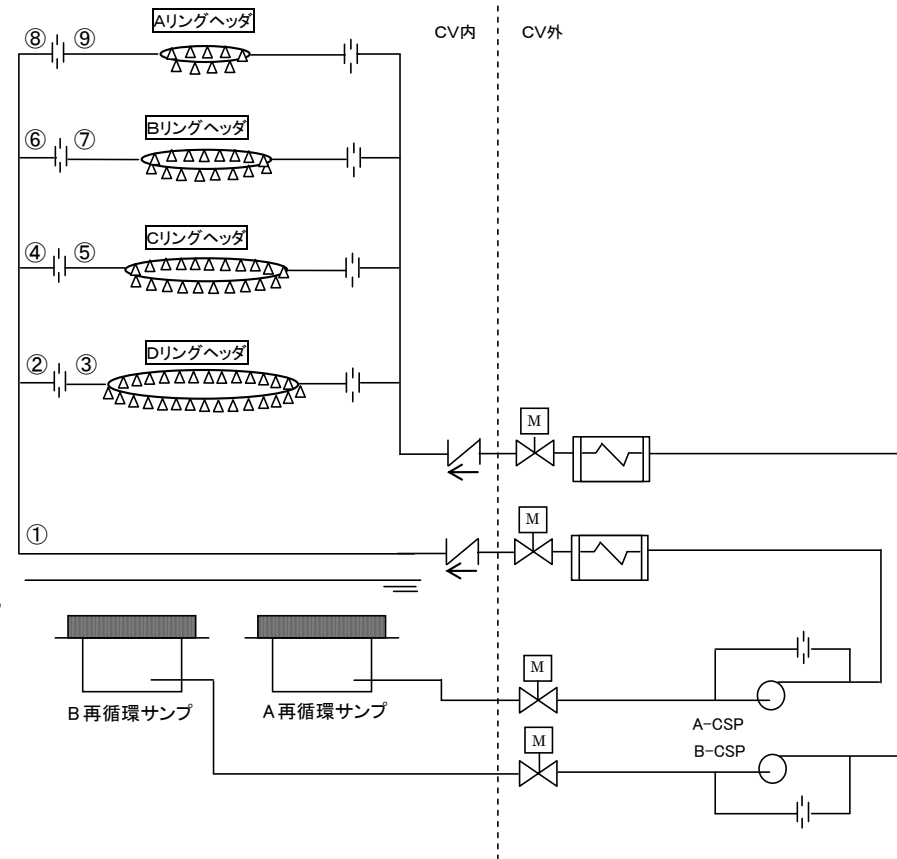 Aリングヘッダ
CV内
CV外
⑧
⑨
Bリングヘッダ
⑥
⑦
Cリングヘッダ
④
⑤
Dリングヘッダ
②
③
M
M
①
M
B再循環サンプ
A再循環サンプ
A-CSP
B-CSP
M